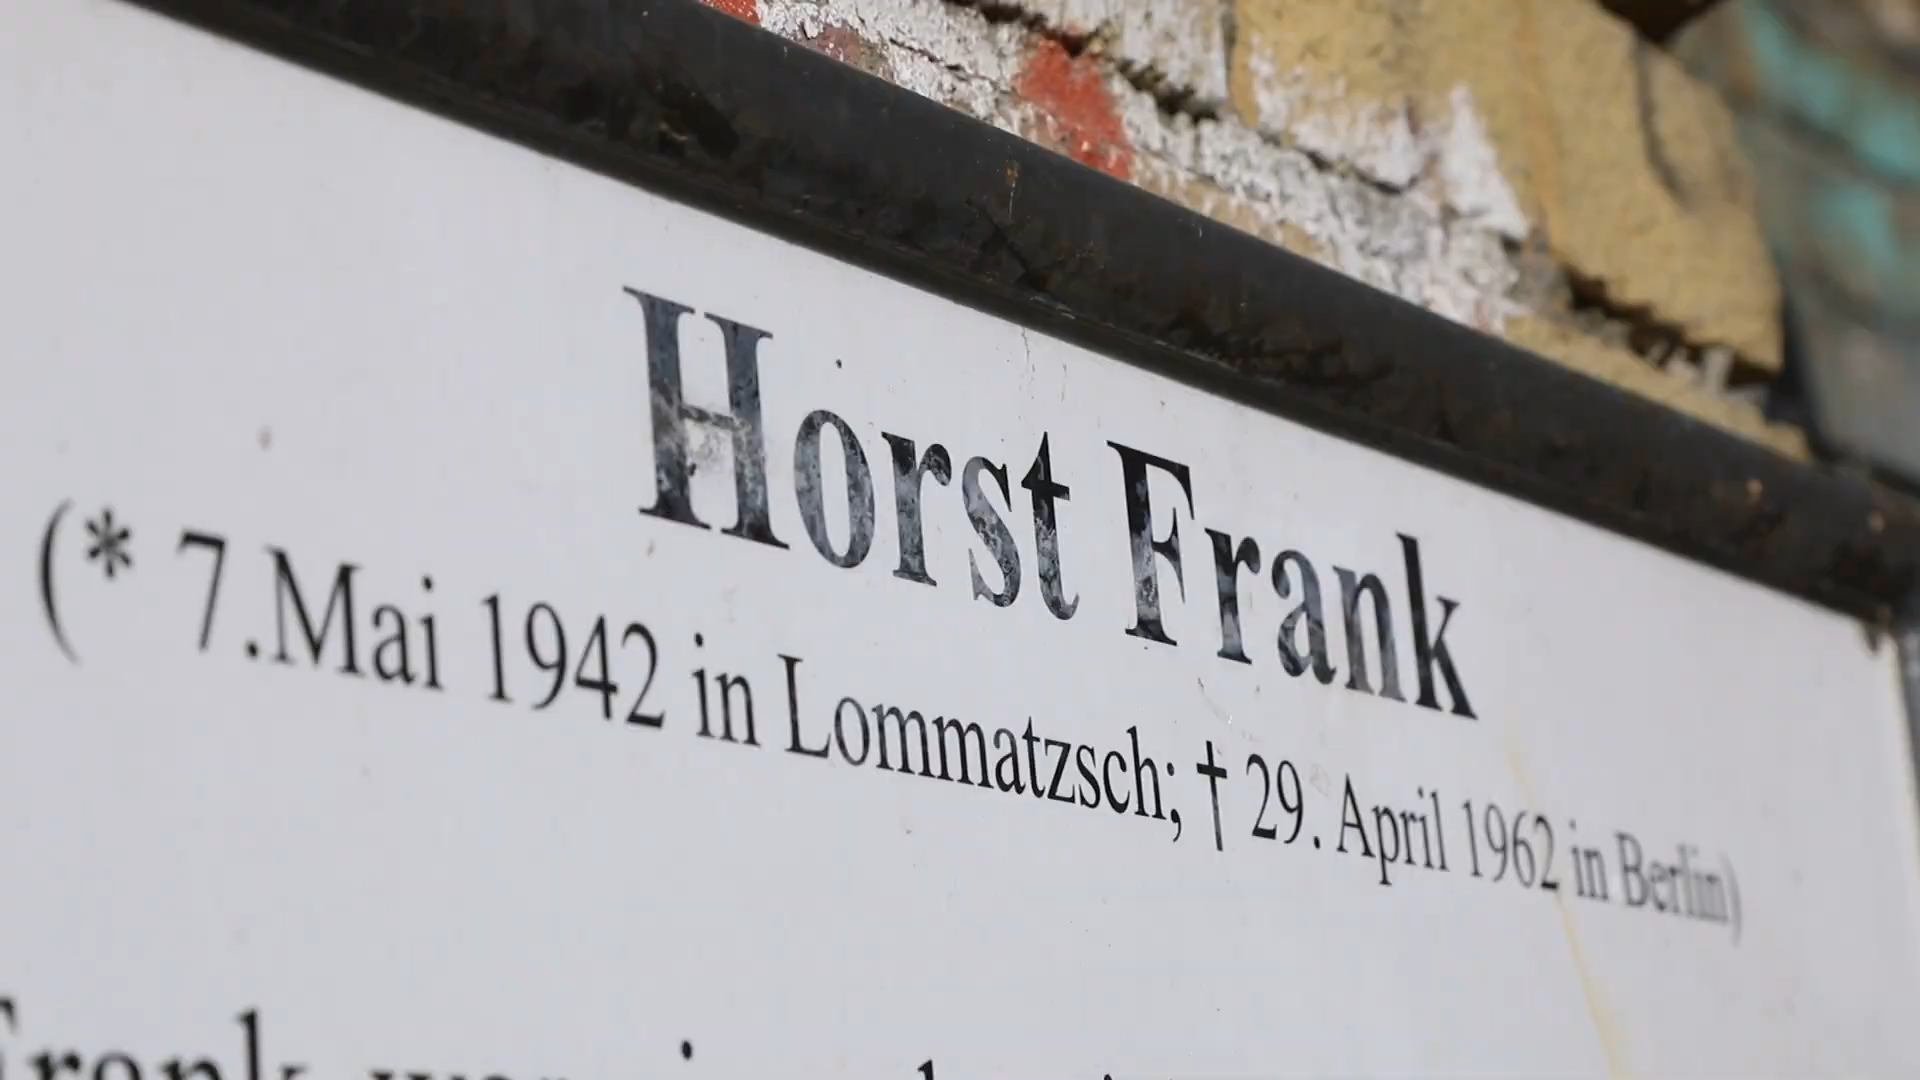 Horst Frank
(* 7.Mai 1942 in Lommatzsch; † 29. April 1962 in Berlin)